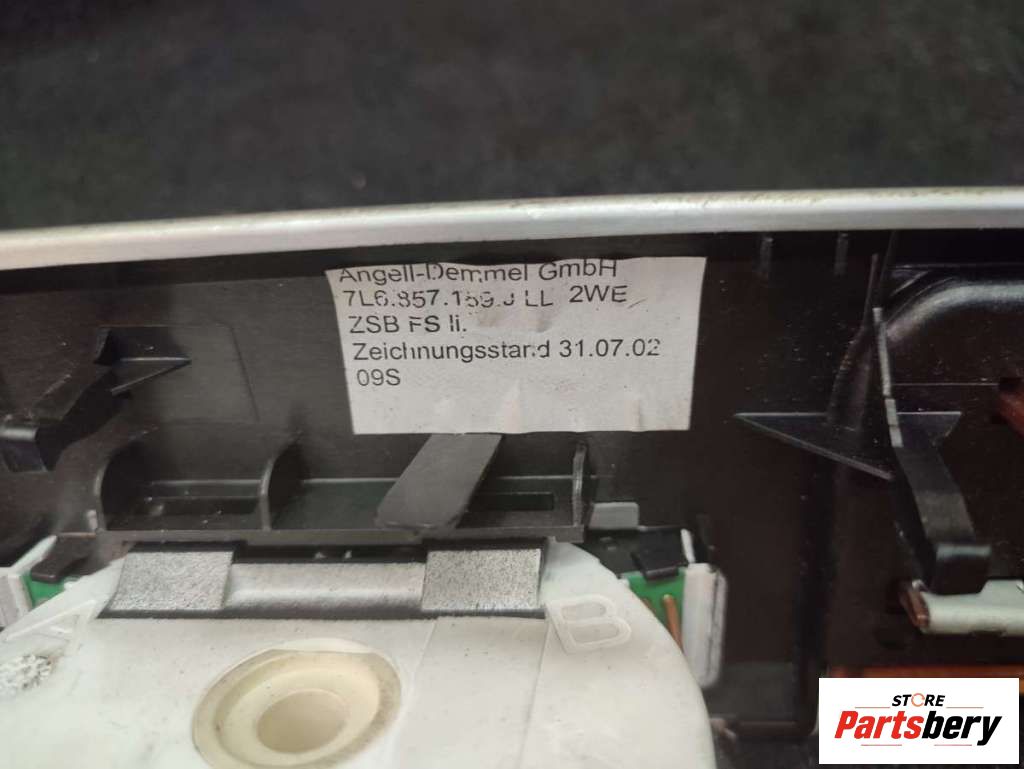 Angell-Demmel GmbH
7L6.857.159.J LL 2WE
ZSB FS li.
Zeichnungsstand 31.07.02
09S
B
STORE
Partsbery